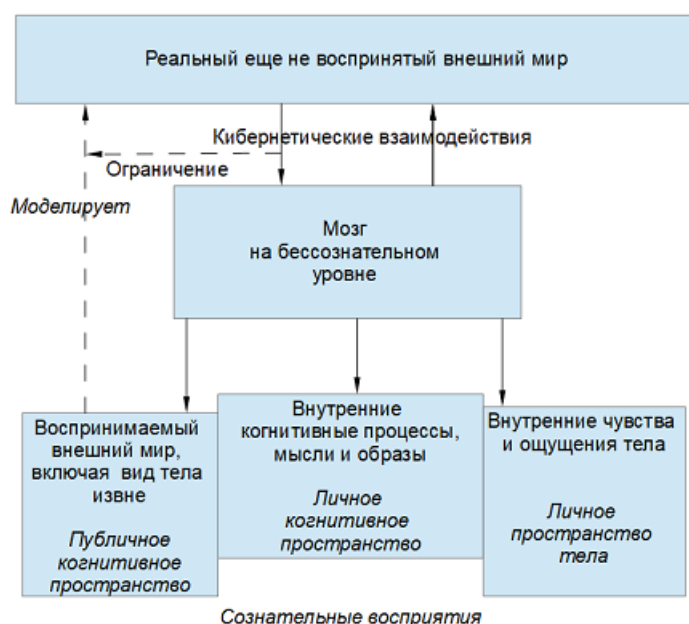 Реальный еще не воспринятый внешний мир
Кибернетические взаимодействия
Ограничение
Моделирует
Мозг
на бессознательном
уровне
Воспринимаемый
внешний мир,
включая вид тела
извне
Публичное
когнитивное
пространство
Внутренние
когнитивные процессы,
мысли и образы
Личное
когнитивное
пространство
Внутренние чувства
и ощущения тела
Личное
пространство
тела
Сознательные восприятия